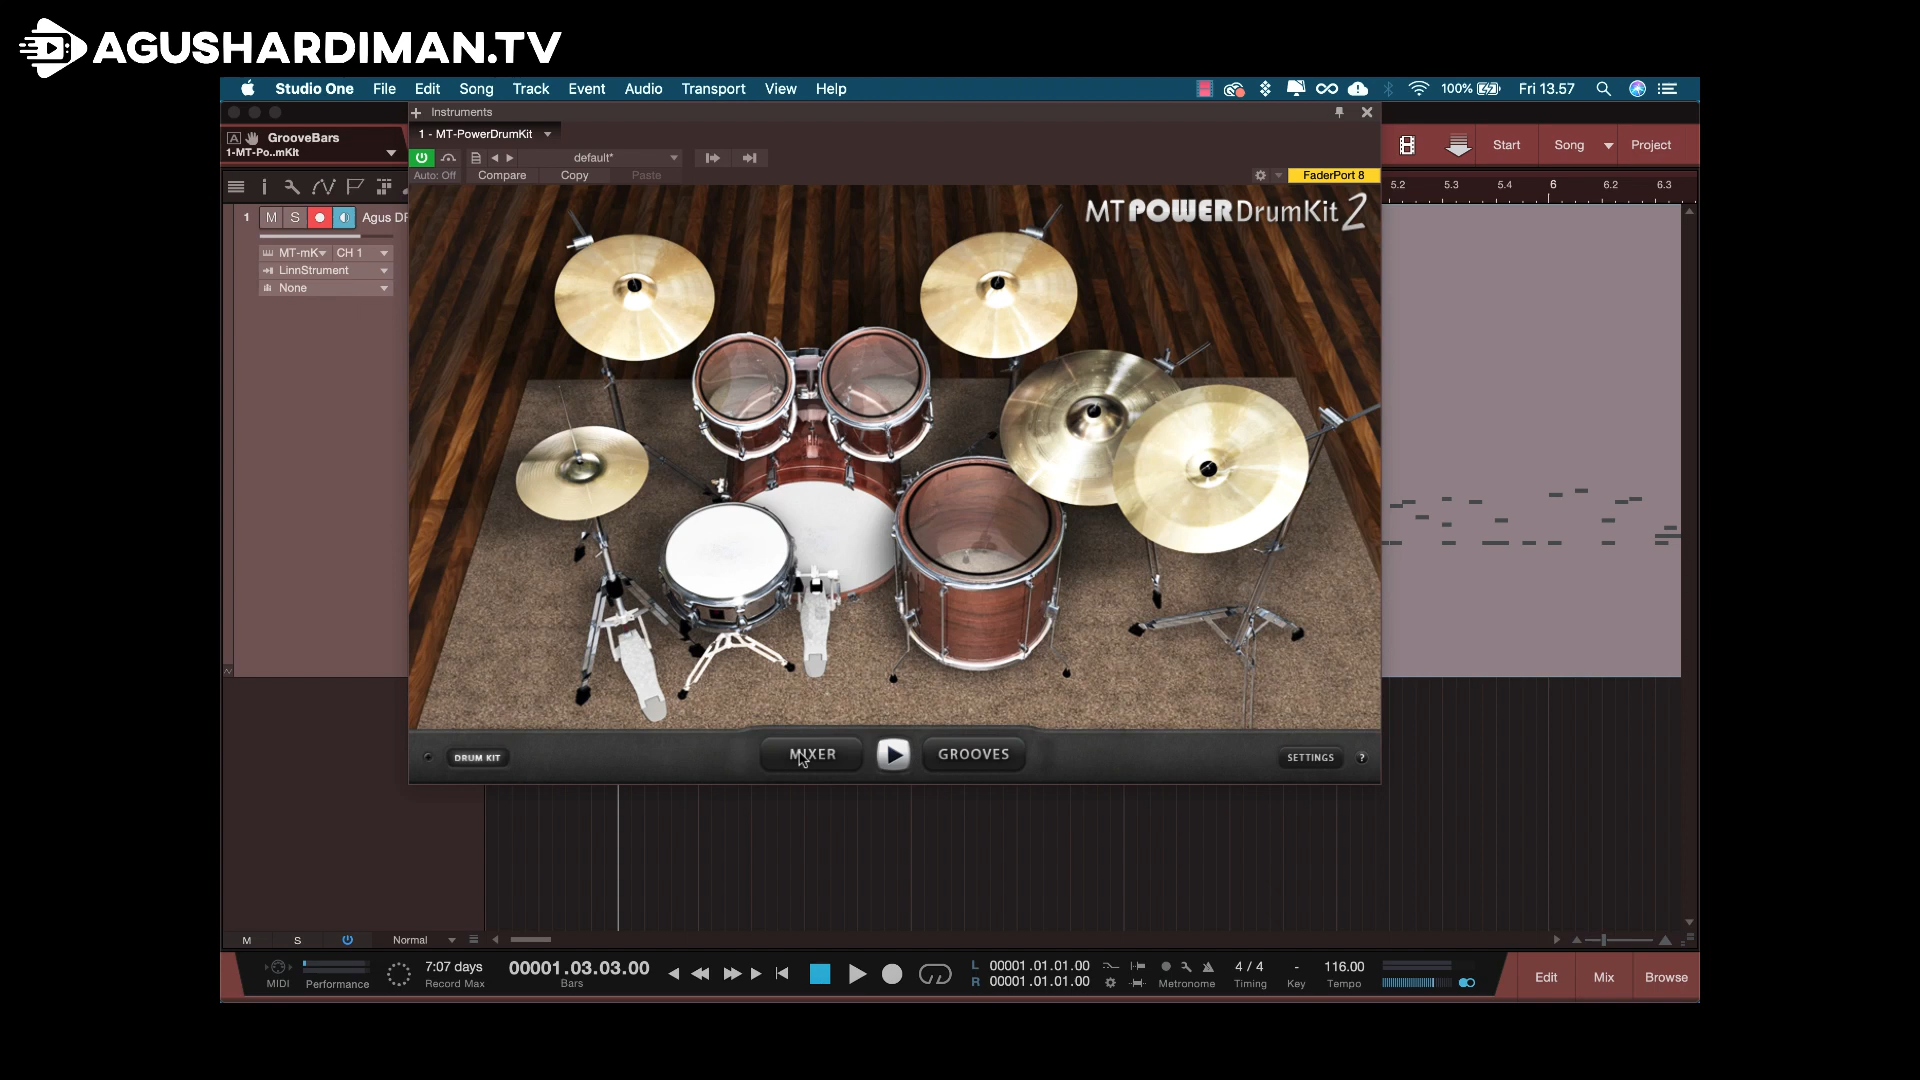 AGUSHARDIMAN.TV
Studio One File Edit Song Track Event Audio Transport View Help 100% Fri 13.57
Instruments
GrooveBars
1-MT-Po..mKIt
1 - MT-PowerDrumKit
default*
Auto: Off Compare Copy Paste
FaderPort 8
Start Song Project
5.2 5.3 5.4 6 6.2 6.3
1 M S Agus DF
MT-mK CH 1
LinnStrument
None
MT POWER DrumKit 2
DRUM KIT MIXER GROOVES SETTINGS ?
M S Normal
MIDI Performance
7:07 days
Record Max
00001.03.03.00
Bars
L 00001.01.01.00
R 00001.01.01.00
Metronome
4 / 4
Timing
-
Key
116.00
Tempo
Edit Mix Browse